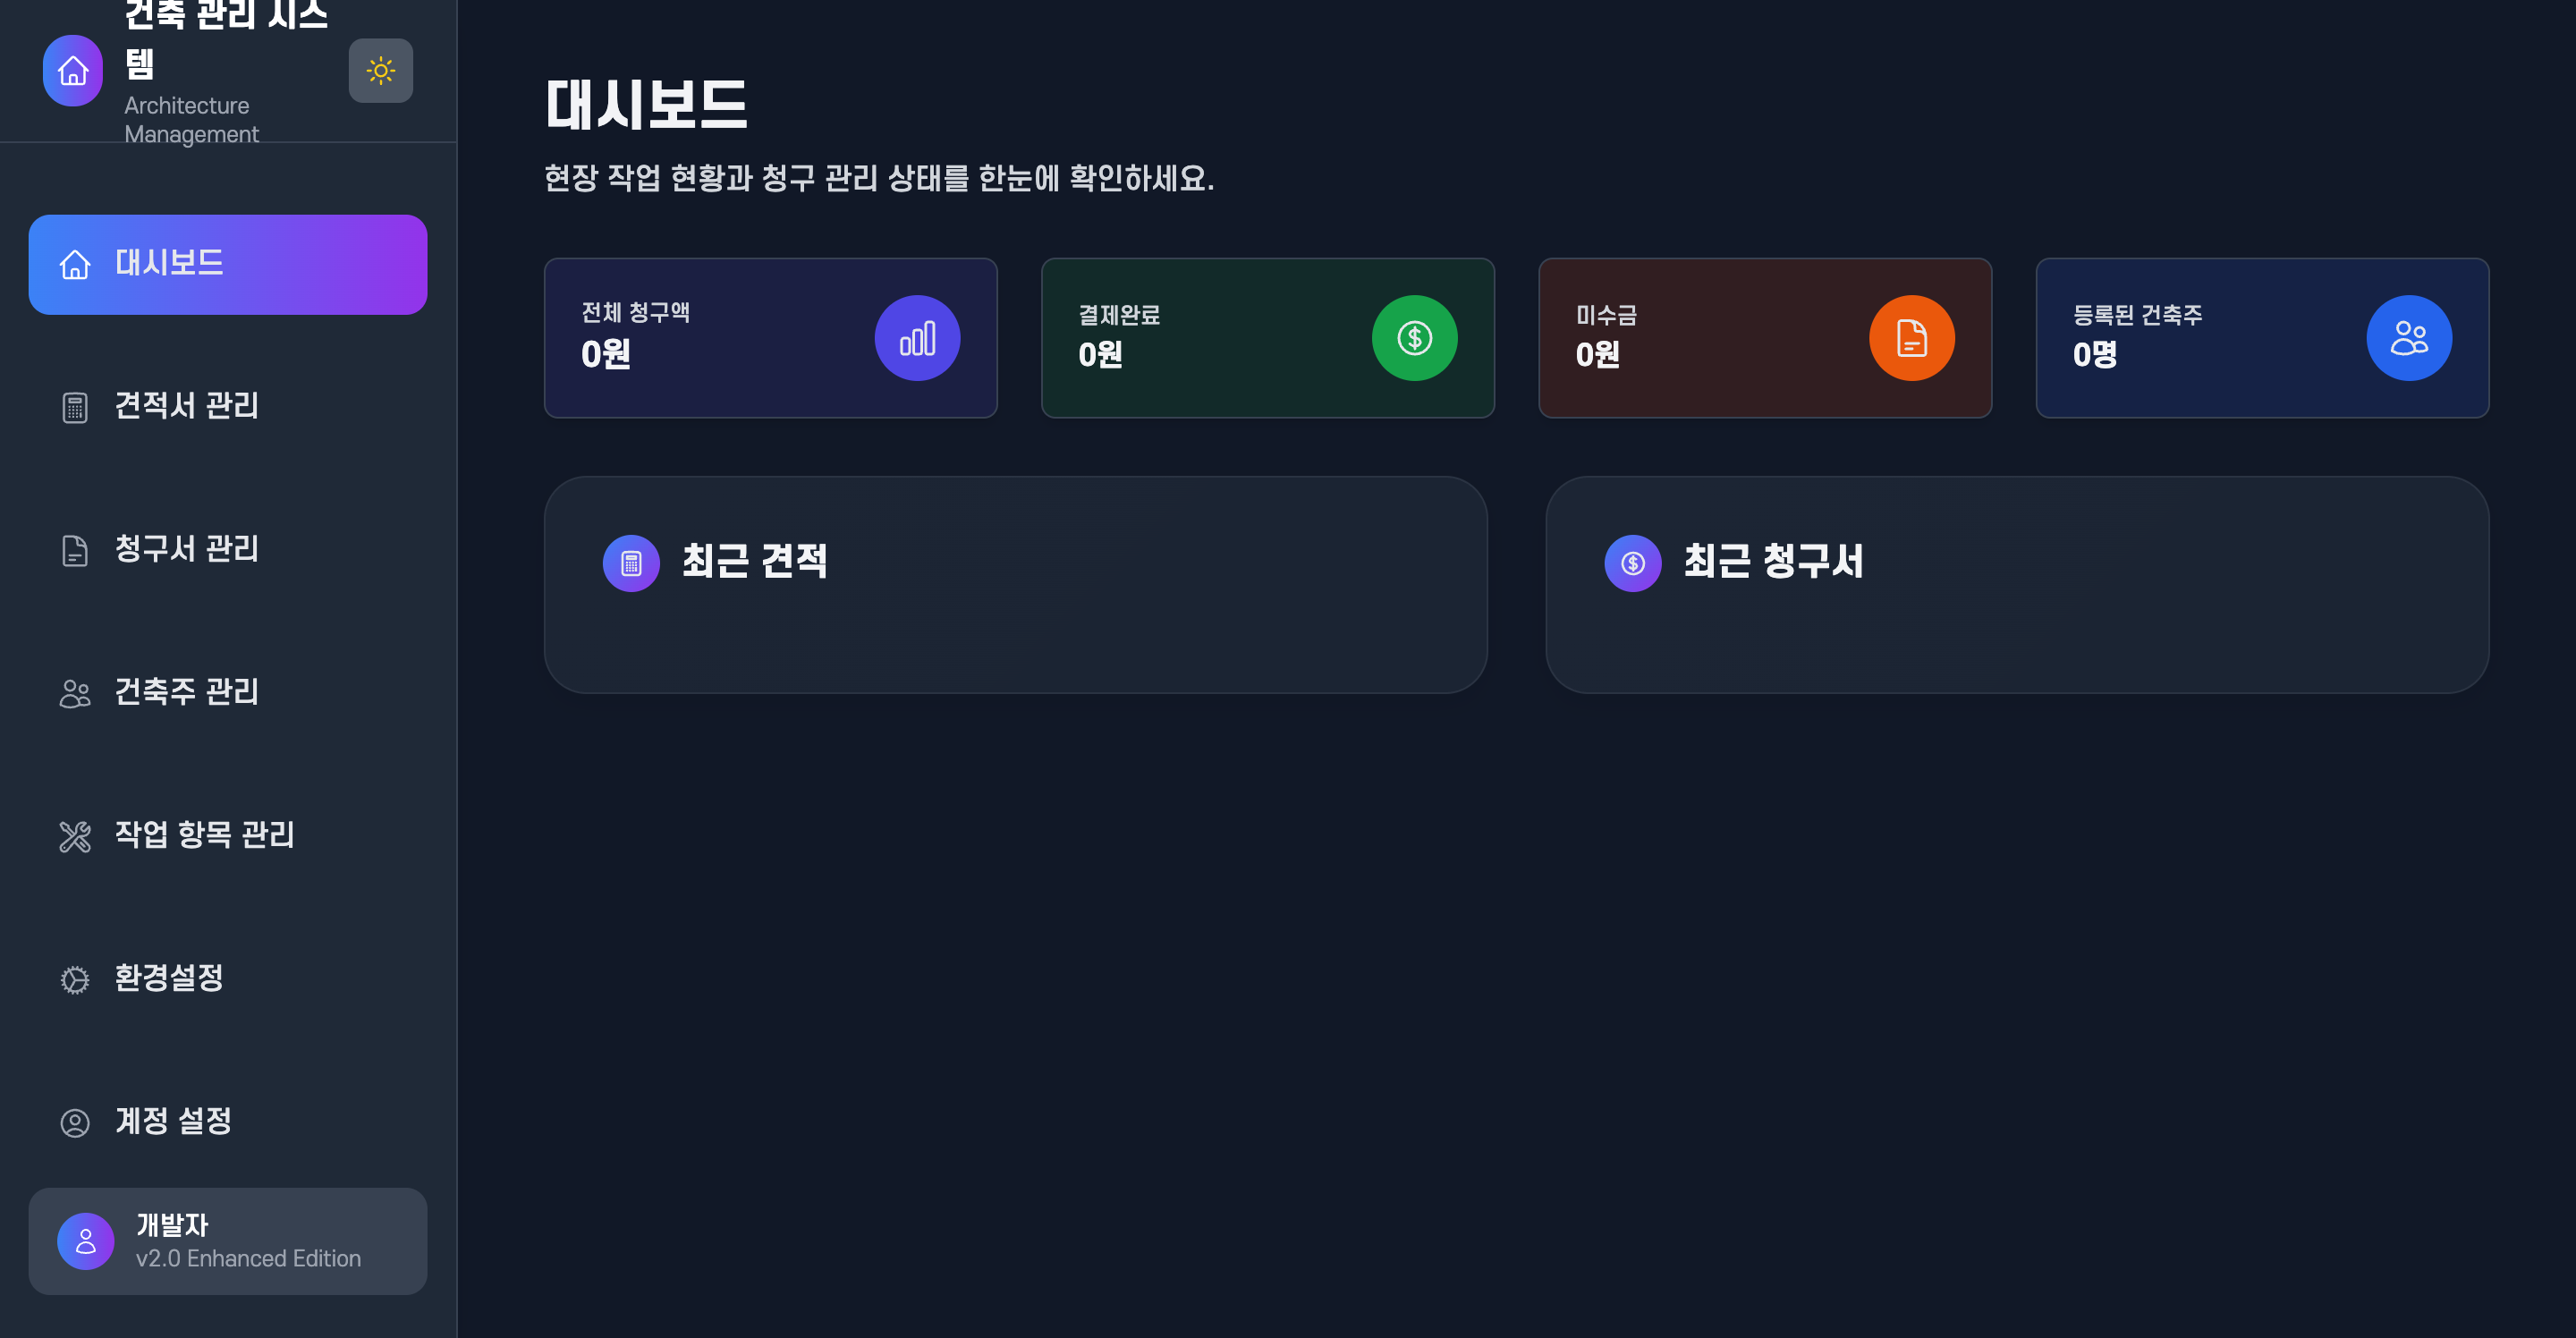 건축 관리 시스
템
Architecture
Management
대시보드
견적서 관리
청구서 관리
건축주 관리
작업 항목 관리
환경설정
계정 설정
개발자
v2.0 Enhanced Edition
대시보드
현장 작업 현황과 청구 관리 상태를 한눈에 확인하세요.
전체 청구액
0원
결제완료
0원
미수금
0원
등록된 건축주
0명
최근 견적
최근 청구서